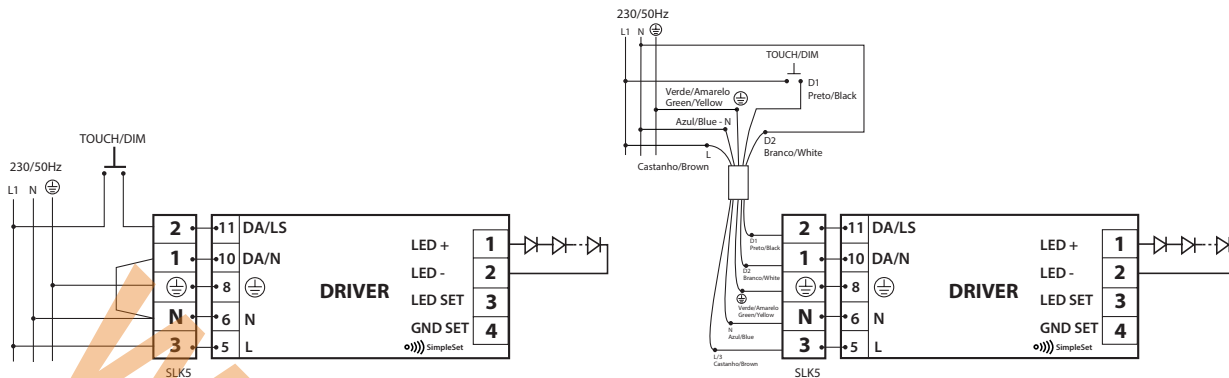 TOUCH/DIM
230/50Hz
L1 N
2 11 DA/LS
1 10 DA/N
8
N 6 N
3 5 L
SLK5
DRIVER
LED + 1
LED - 2
LED SET 3
GND SET 4
SimpleSet
230/50Hz
L1 N
TOUCH/DIM
D1
Preto/Black
Verde/Amarelo
Green/Yellow
Azul/Blue - N
D2
Branco/White
L
Castanho/Brown
D1
Preto/Black
D2
Branco/White
Verde/Amarelo
Green/Yellow
N
Azul/Blue
L/3
Castanho/Brown
2 11 DA/LS
1 10 DA/N
8
N 6 N
3 5 L
SLK5
DRIVER
LED + 1
LED - 2
LED SET 3
GND SET 4
SimpleSet